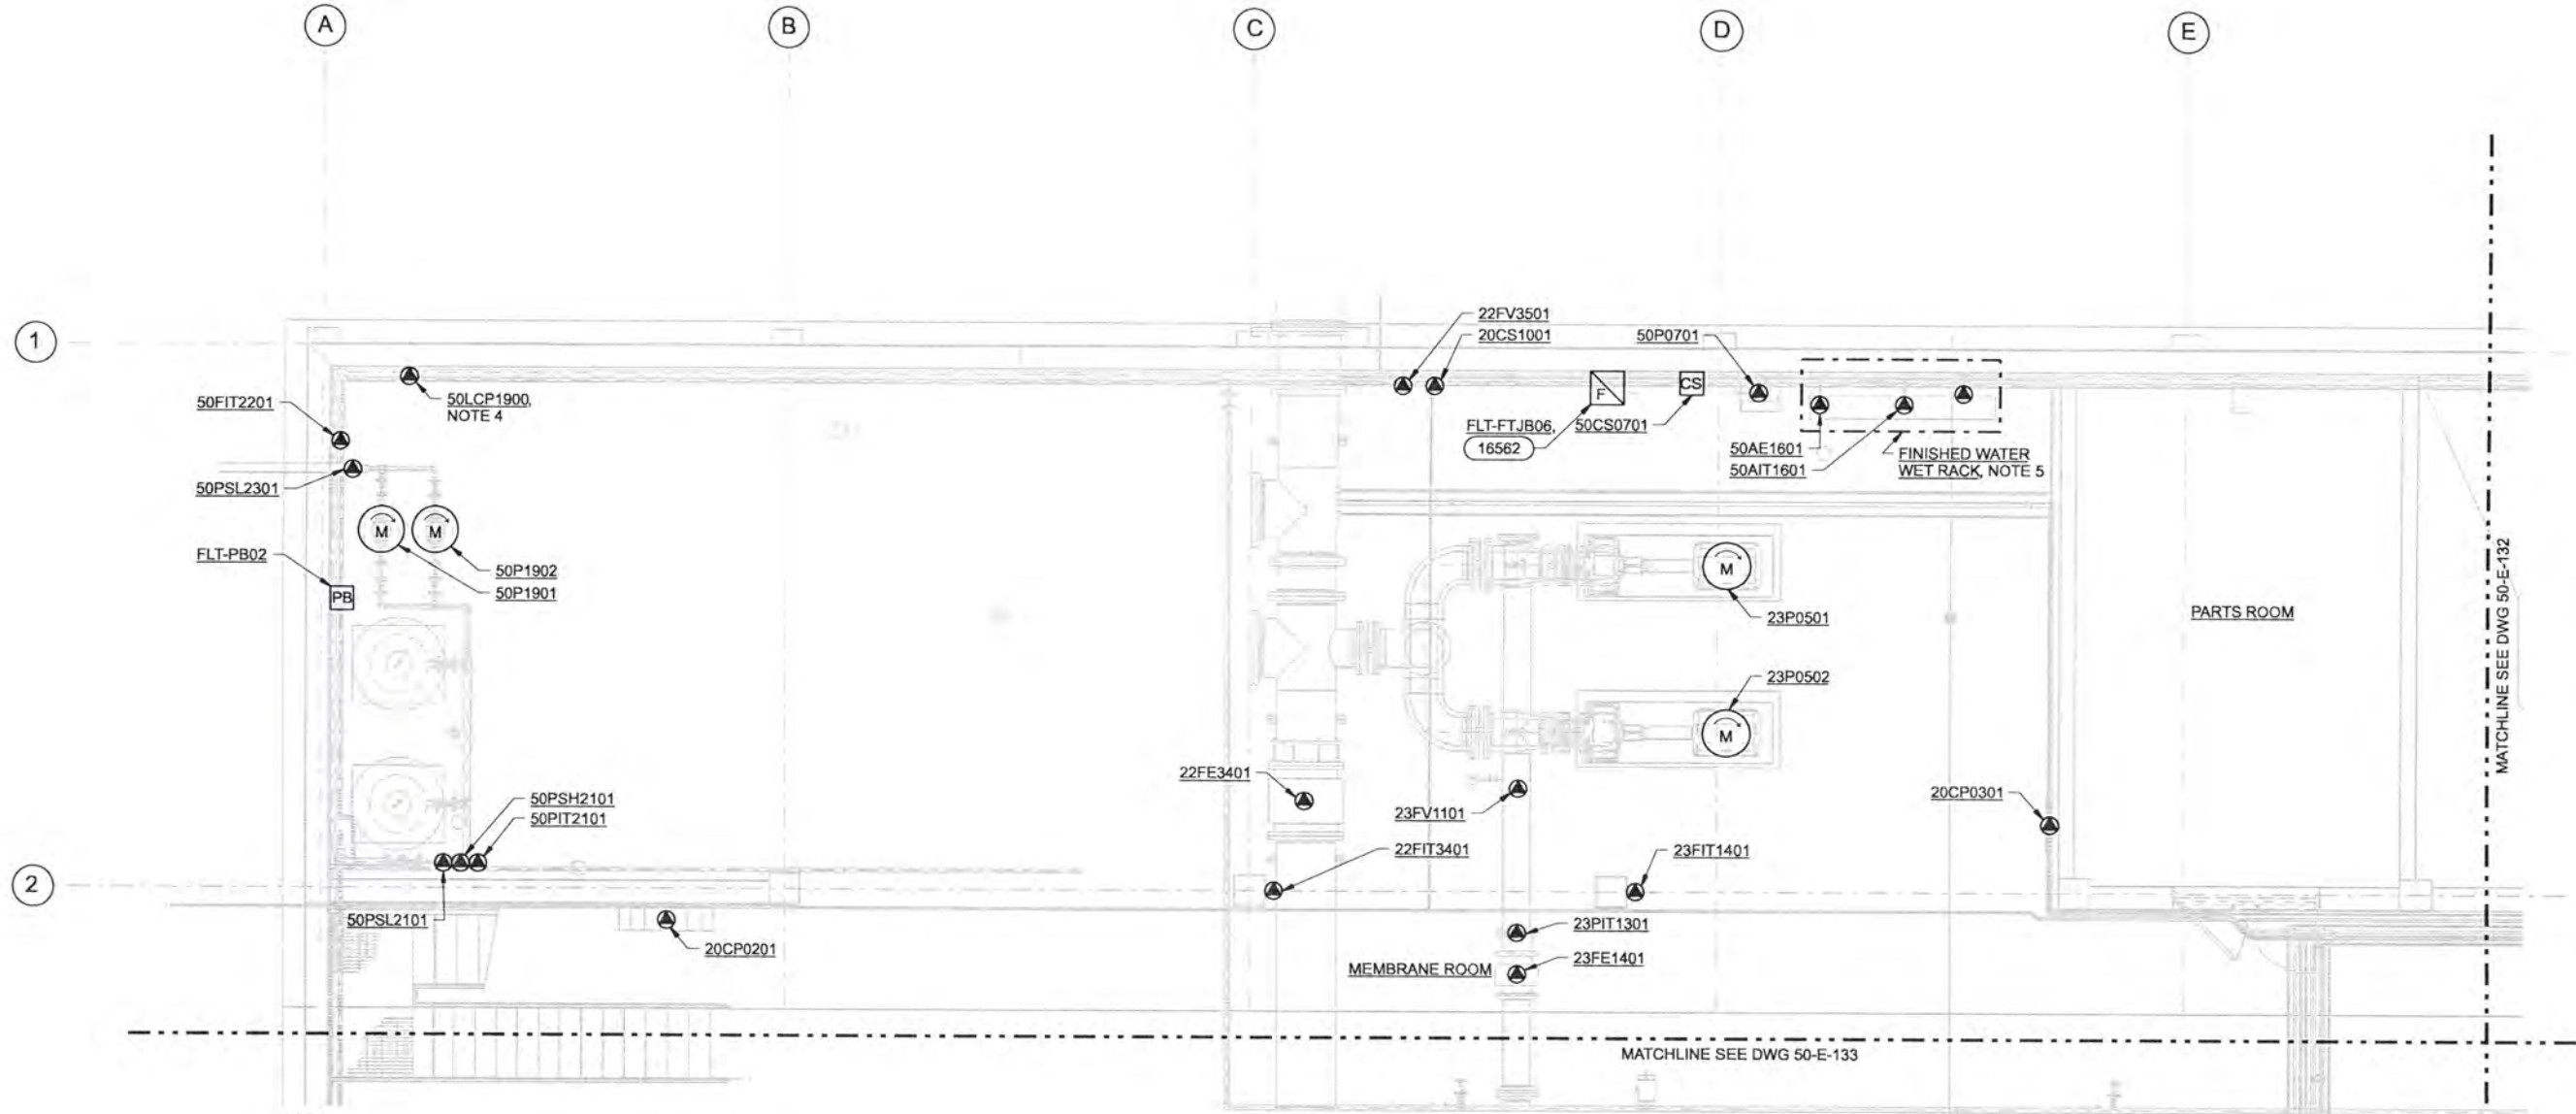 A
B
C
D
E
1
22FV3501
20CS1001
50P0701
50LCP1900,
NOTE 4
50FIT2201
F
CS
FLT-FTJB06,
16562
50CS0701
50AE1601
50AIT1601
FINISHED WATER
WET RACK, NOTE 5
50PSL2301
M
M
FLT-PB02
PB
50P1902
50P1901
M
23P0501
PARTS ROOM
MATCHLINE SEE DWG 50-E-132
23P0502
M
22FE3401
23FV1101
20CP0301
50PSH2101
50PIT2101
22FIT3401
23FIT1401
2
50PSL2101
20CP0201
23PIT1301
MEMBRANE ROOM
23FE1401
MATCHLINE SEE DWG 50-E-133